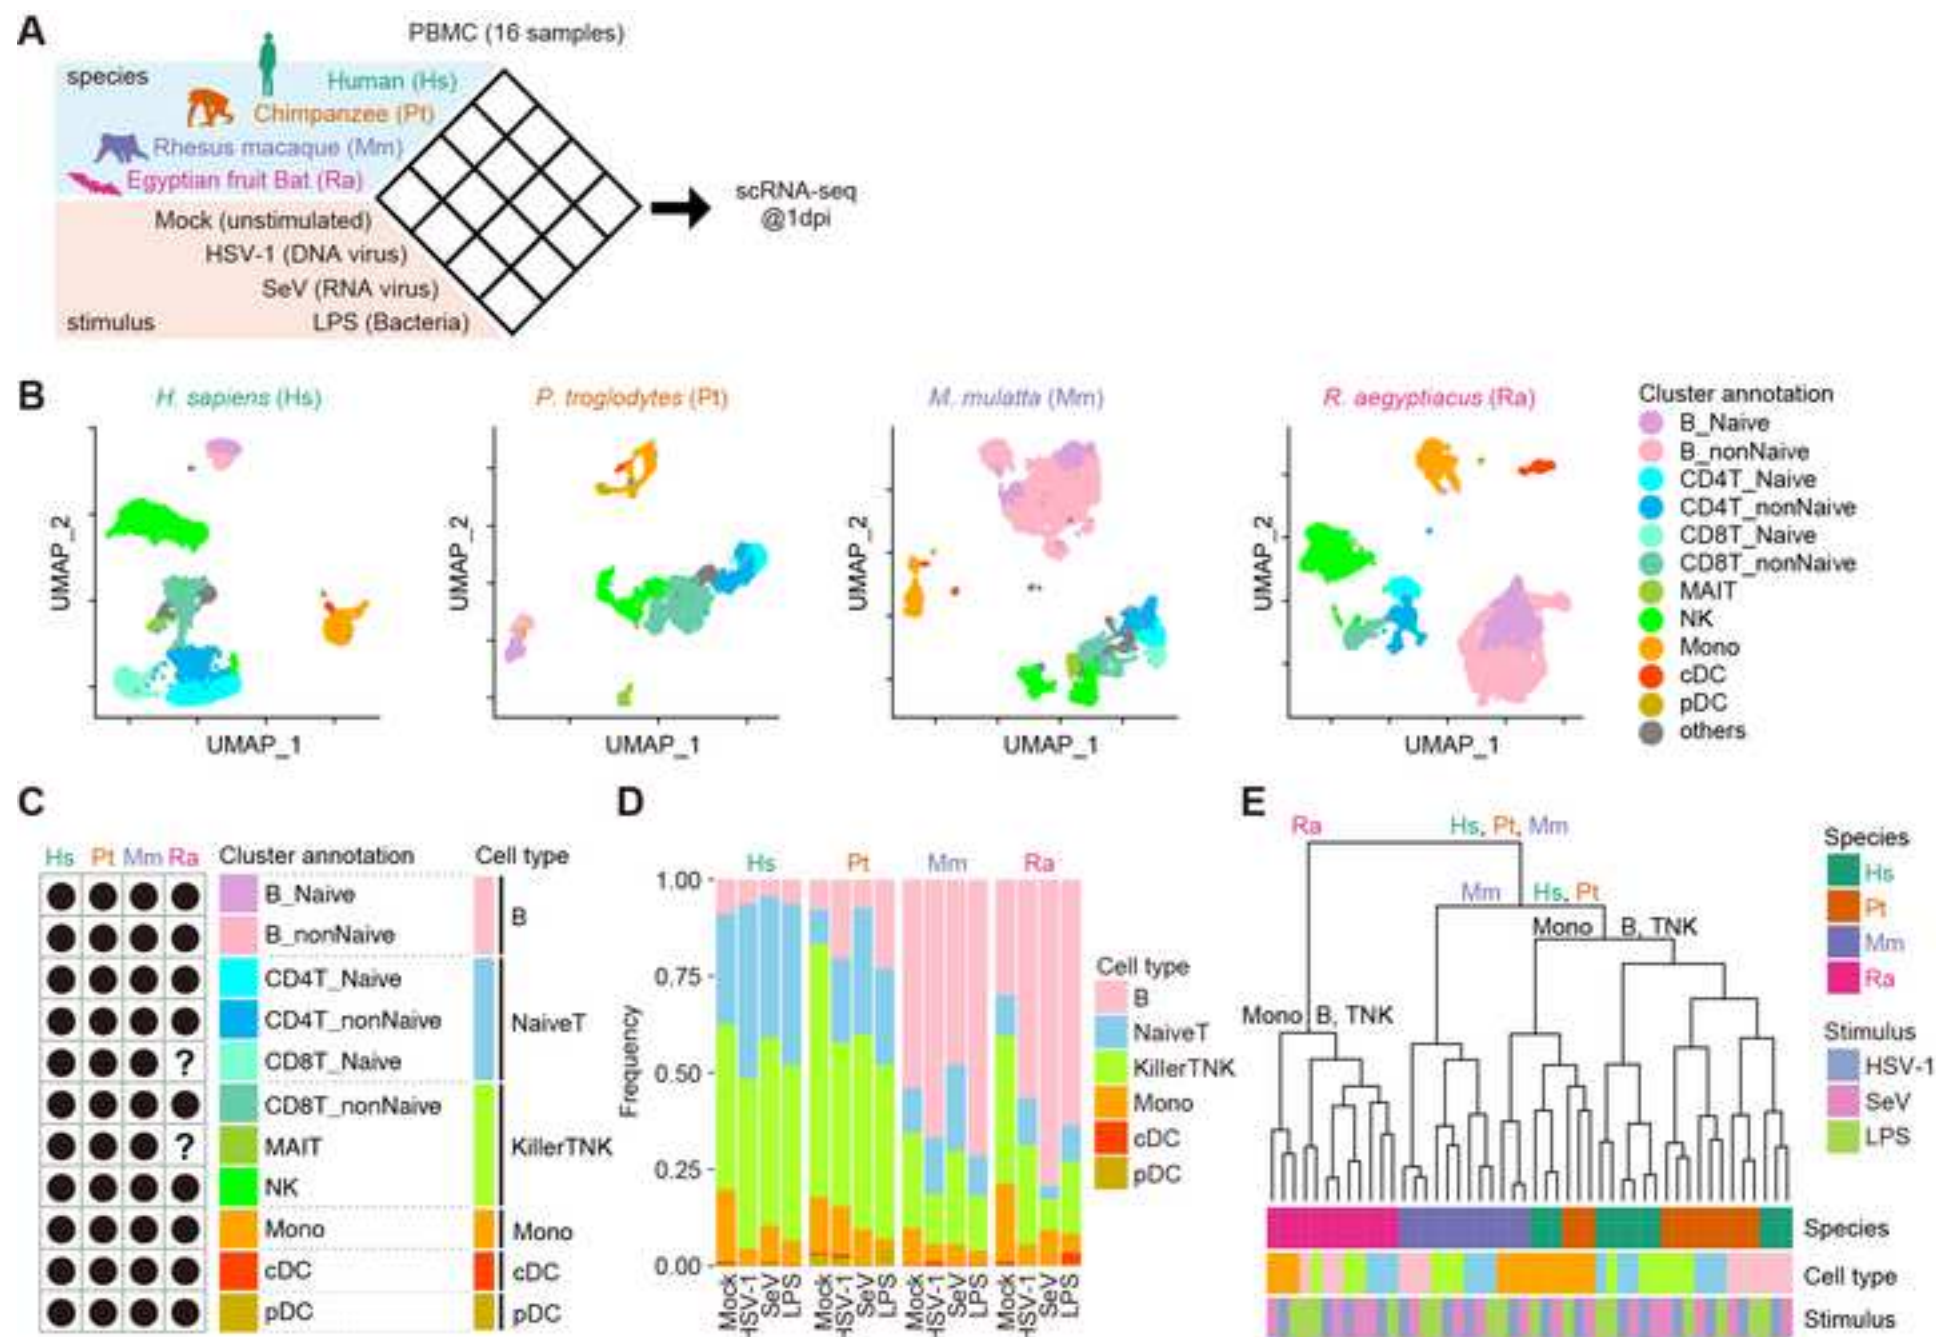 A
PBMC (16 samples)
species
Human (Hs)
Chimpanzee (Pt)
Rhesus macaque (Mm)
Egyptian fruit Bat (Ra)
Mock (unstimulated)
HSV-1 (DNA virus)
SeV (RNA virus)
stimulus
LPS (Bacteria)
scRNA-seq
@1dpi
B
H. sapiens (Hs)
P. troglodytes (Pt)
M. mulatta (Mm)
R. aegyptiacus (Ra)
UMAP_2
UMAP_2
UMAP_2
UMAP_2
UMAP_1
UMAP_1
UMAP_1
UMAP_1
Cluster annotation
B_Naive
B_nonNaive
CD4T_Naive
CD4T_nonNaive
CD8T_Naive
CD8T_nonNaive
MAIT
NK
Mono
cDC
pDC
others
C
Hs Pt Mm Ra Cluster annotation Cell type
B_Naive
B_nonNaive
CD4T_Naive
CD4T_nonNaive
? CD8T_Naive
CD8T_nonNaive
? MAIT
NK
Mono
cDC
pDC
B
NaiveT
KillerTNK
Mono
cDC
pDC
D
Hs Pt Mm Ra
Frequency
1.00
0.75
0.50
0.25
0.00
Mock HSV-1 SeV LPS Mock HSV-1 SeV LPS Mock HSV-1 SeV LPS Mock HSV-1 SeV LPS
Cell type
B
NaiveT
KillerTNK
Mono
cDC
pDC
E
Ra Hs, Pt, Mm
Mm Hs, Pt
Mono B, TNK
Mono B, TNK
Species
Hs
Pt
Mm
Ra
Stimulus
HSV-1
SeV
LPS
Species
Cell type
Stimulus